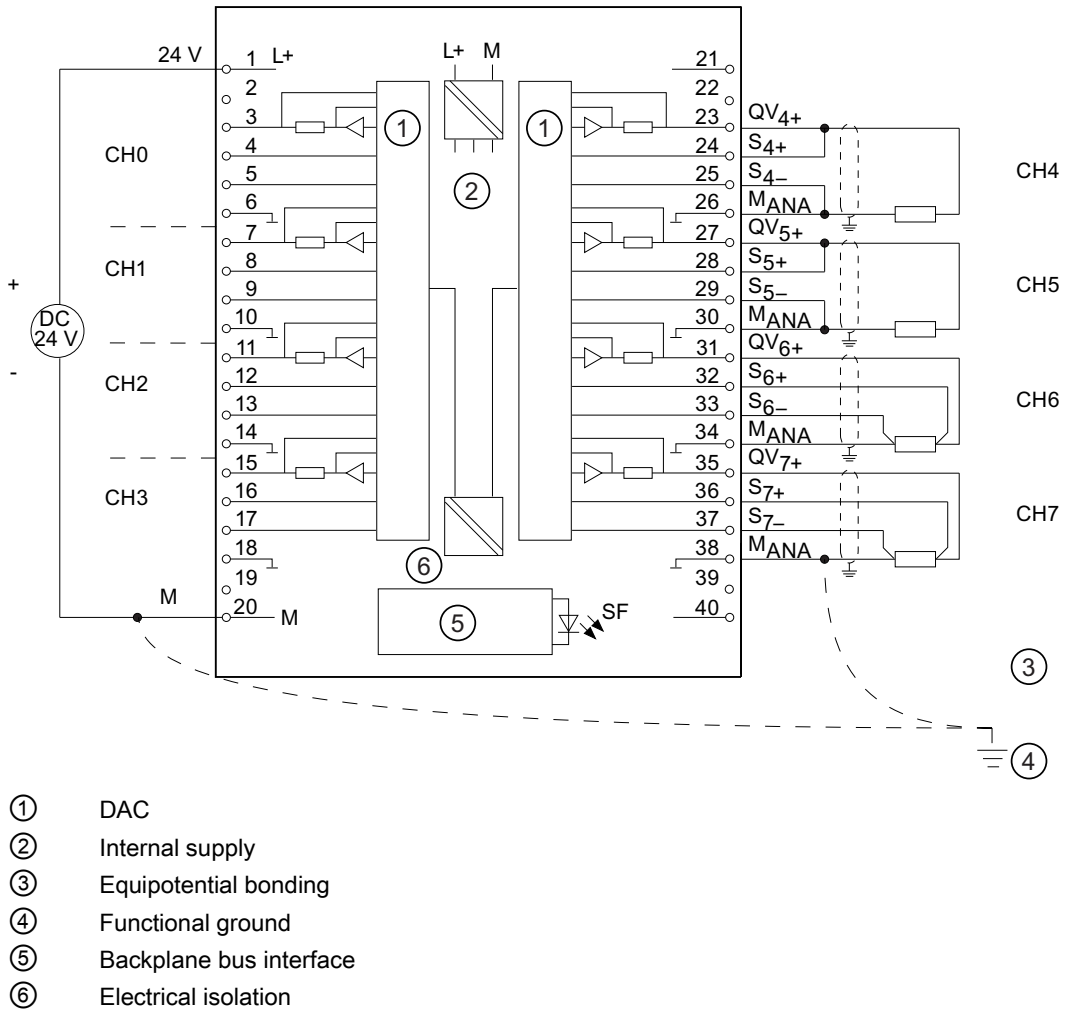 24 V 1 L+ L+ M 21
2 22
3 1 1 23 QV4+
CH0 4 24 S4+ CH4
5 2 25 S4–
6 26 MANA
7 27 QV5+
CH1 8 28 S5+ CH5
+ 9 29 S5–
DC 10 30 MANA
24 V 11 31 QV6+
- CH2 12 32 S6+ CH6
13 33 S6–
14 34 MANA
15 35 QV7+
CH3 16 36 S7+ CH7
17 37 S7–
18 6 38 MANA
19 39
M 20 M 5 SF 40
3
4
1 DAC
2 Internal supply
3 Equipotential bonding
4 Functional ground
5 Backplane bus interface
6 Electrical isolation